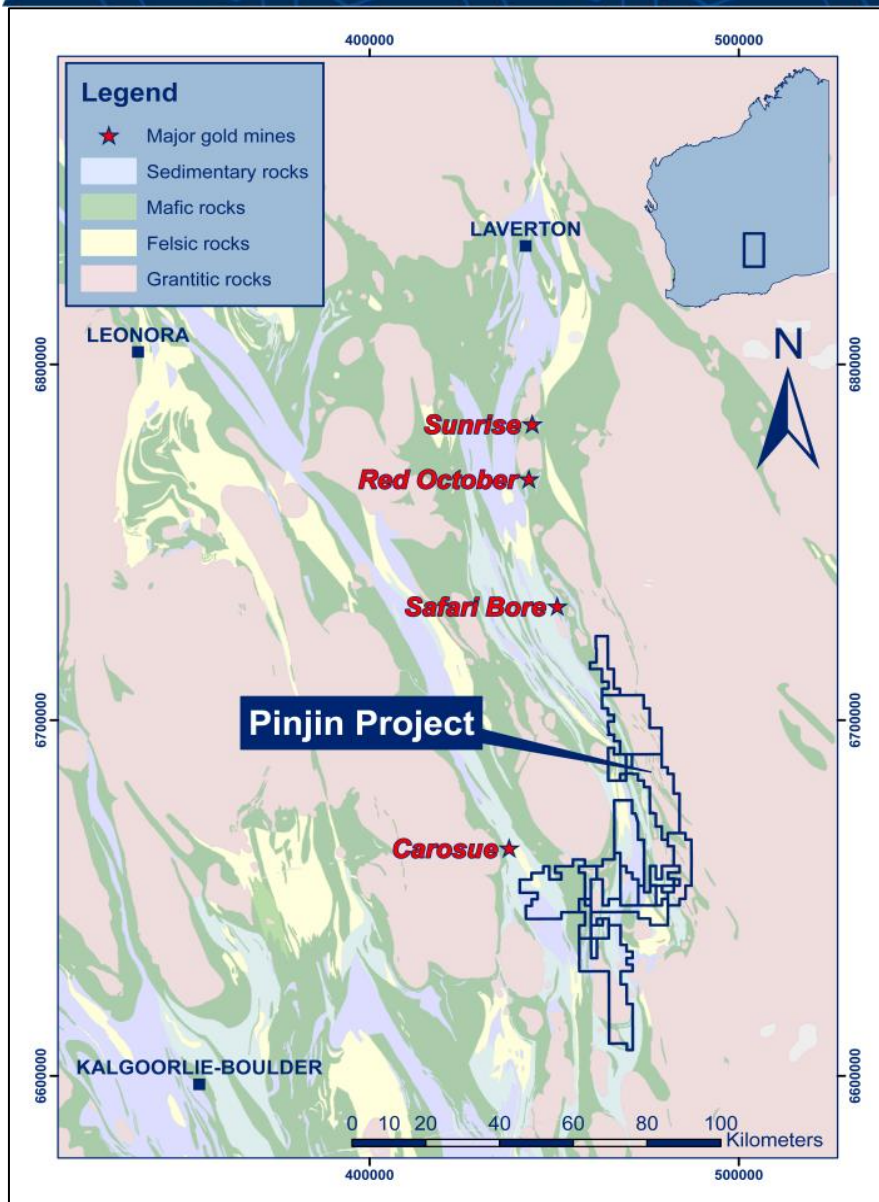 400000
500000
Legend
Major gold mines
Sedimentary rocks
Mafic rocks
Felsic rocks
Grantitic rocks
LAVERTON
LEONORA
6800000
6800000
N
Sunrise
Red October
Safari Bore
6700000
6700000
Pinjin Project
Carosue
6600000
6600000
KALGOORLIE-BOULDER
0 10 20 40 60 80 100
Kilometers
400000
500000